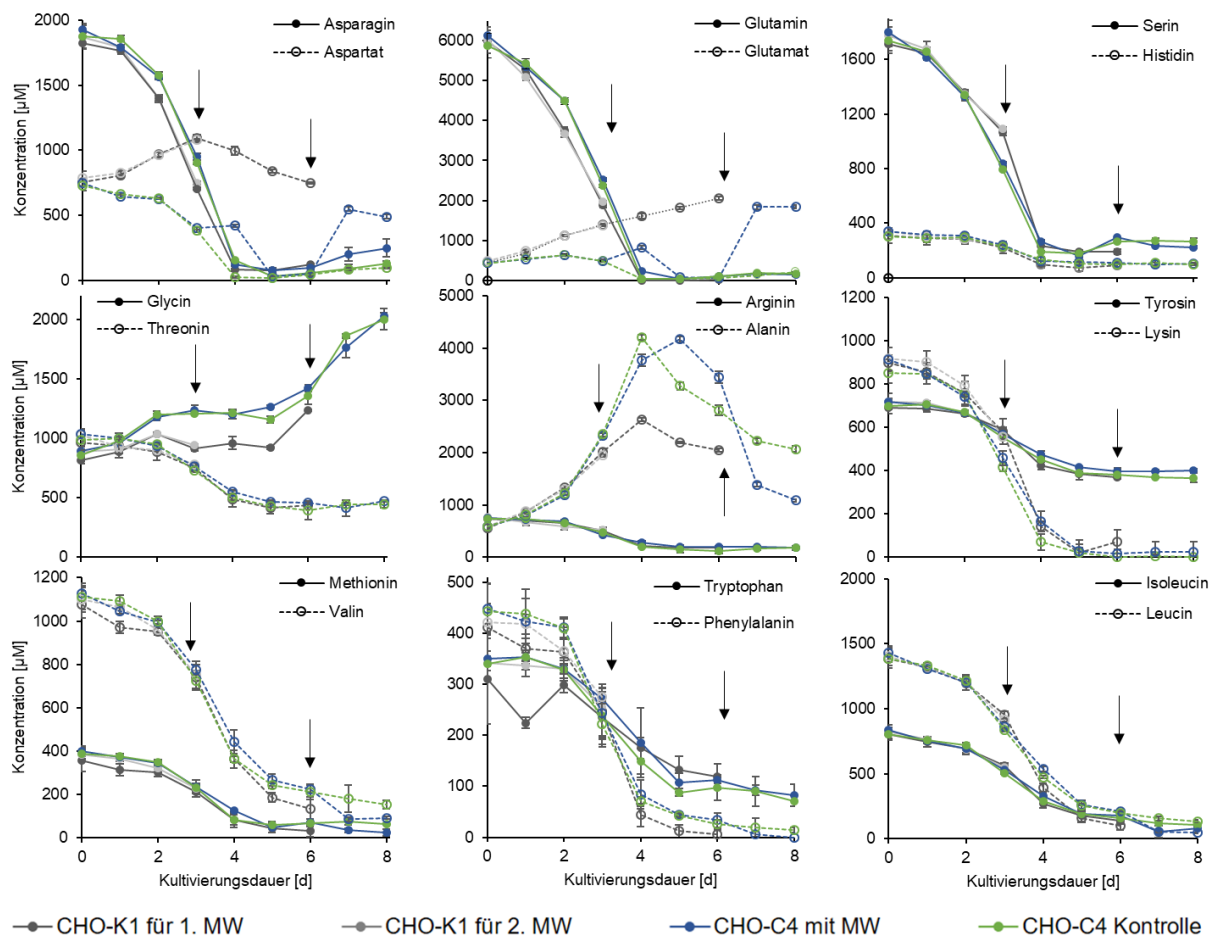 2000
1500
1000
500
0
Konzentration [µM]
Asparagin
Aspartat
6000
5000
4000
3000
2000
1000
0
Glutamin
Glutamat
1600
1200
800
400
0
Serin
Histidin
2000
1500
1000
500
0
Konzentration [µM]
Glycin
Threonin
5000
4000
3000
2000
1000
0
Arginin
Alanin
1200
1000
800
600
400
200
0
Tyrosin
Lysin
1200
1000
800
600
400
200
0
Konzentration [µM]
Methionin
Valin
0 2 4 6 8
Kultivierungsdauer [d]
500
400
300
200
100
0
Tryptophan
Phenylalanin
0 2 4 6 8
Kultivierungsdauer [d]
2000
1500
1000
500
0
Isoleucin
Leucin
0 2 4 6 8
Kultivierungsdauer [d]
CHO-K1 für 1. MW CHO-K1 für 2. MW CHO-C4 mit MW CHO-C4 Kontrolle